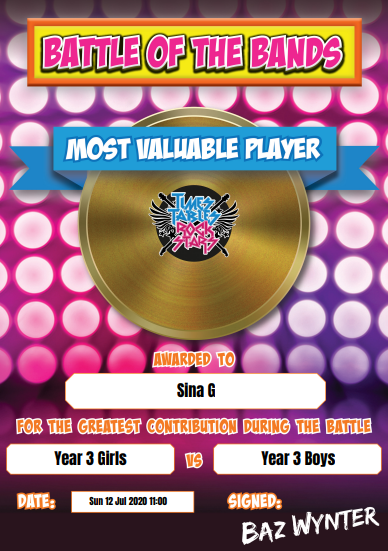 BATTLE OF THE BANDS
MOST VALUABLE PLAYER
TIMES
TABLES
ROCK
STARS
AWARDED TO
Sina G
FOR THE GREATEST CONTRIBUTION DURING THE BATTLE
Year 3 Girls VS Year 3 Boys
DATE: Sun 12 Jul 2020 11:00 SIGNED:
BAZ WYNTER